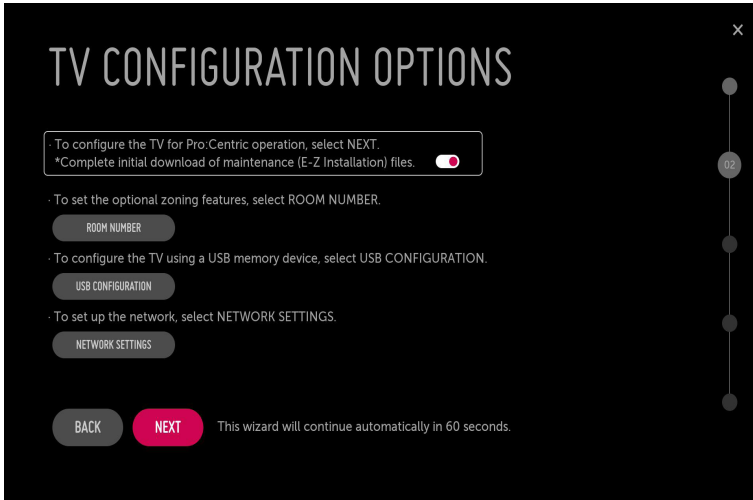 ×
TV CONFIGURATION OPTIONS
· To configure the TV for Pro:Centric operation, select NEXT.
*Complete initial download of maintenance (E-Z Installation) files.
02
· To set the optional zoning features, select ROOM NUMBER.
ROOM NUMBER
· To configure the TV using a USB memory device, select USB CONFIGURATION.
USB CONFIGURATION
· To set up the network, select NETWORK SETTINGS.
NETWORK SETTINGS
BACK NEXT This wizard will continue automatically in 60 seconds.